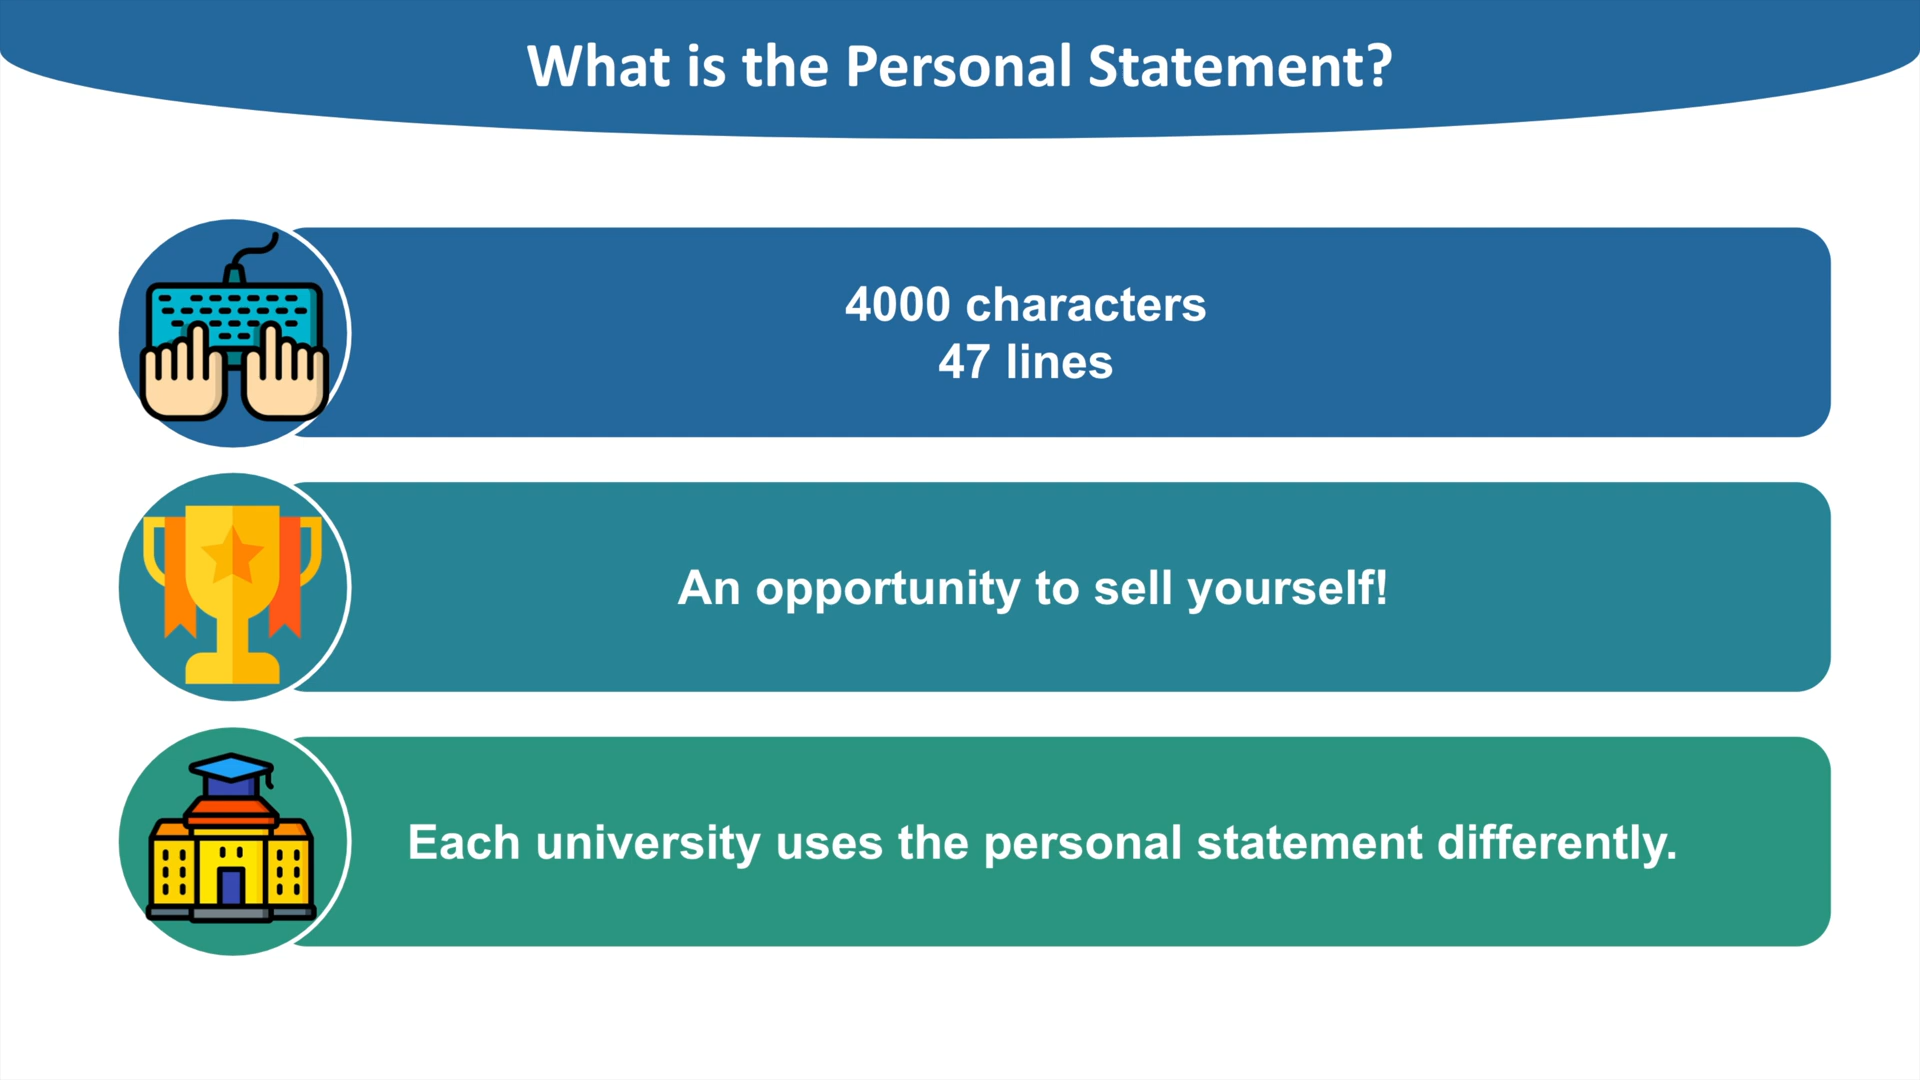 What is the Personal Statement?
4000 characters
47 lines
An opportunity to sell yourself!
Each university uses the personal statement differently.